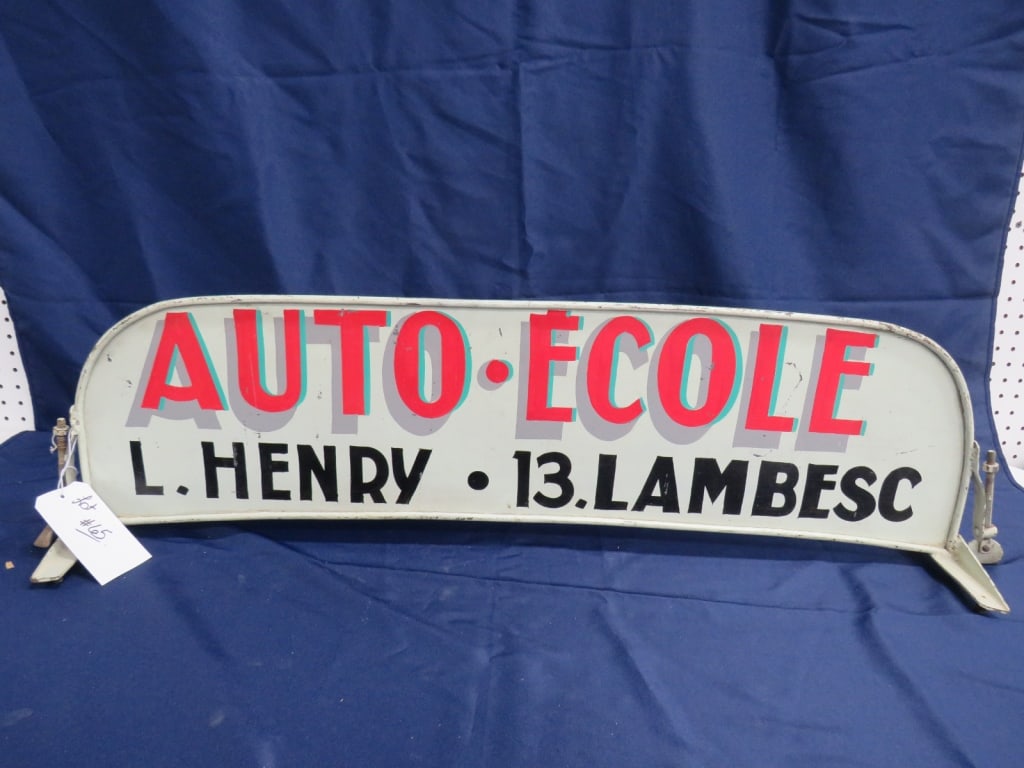 AUTO·ÉCOLE
L. HENRY • 13. LAMBESC
Lot
#65